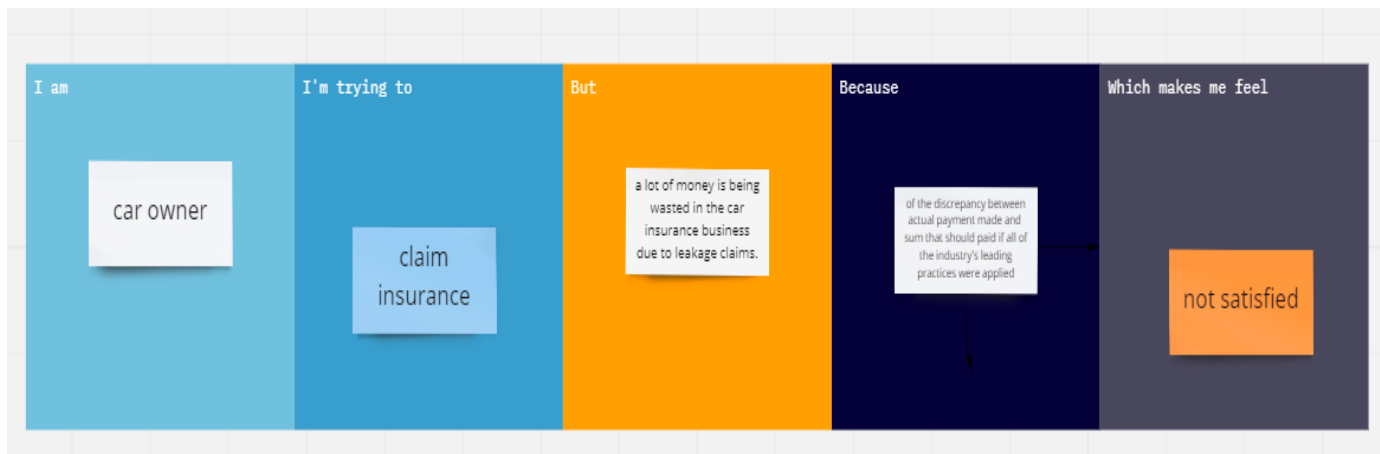 I am
car owner
I'm trying to
claim
insurance
But
a lot of money is being
wasted in the car
insurance business
due to leakage claims.
Because
of the discrepancy between
actual payment made and
sum that should paid if all of
the industry's leading
practices were applied
Which makes me feel
not satisfied